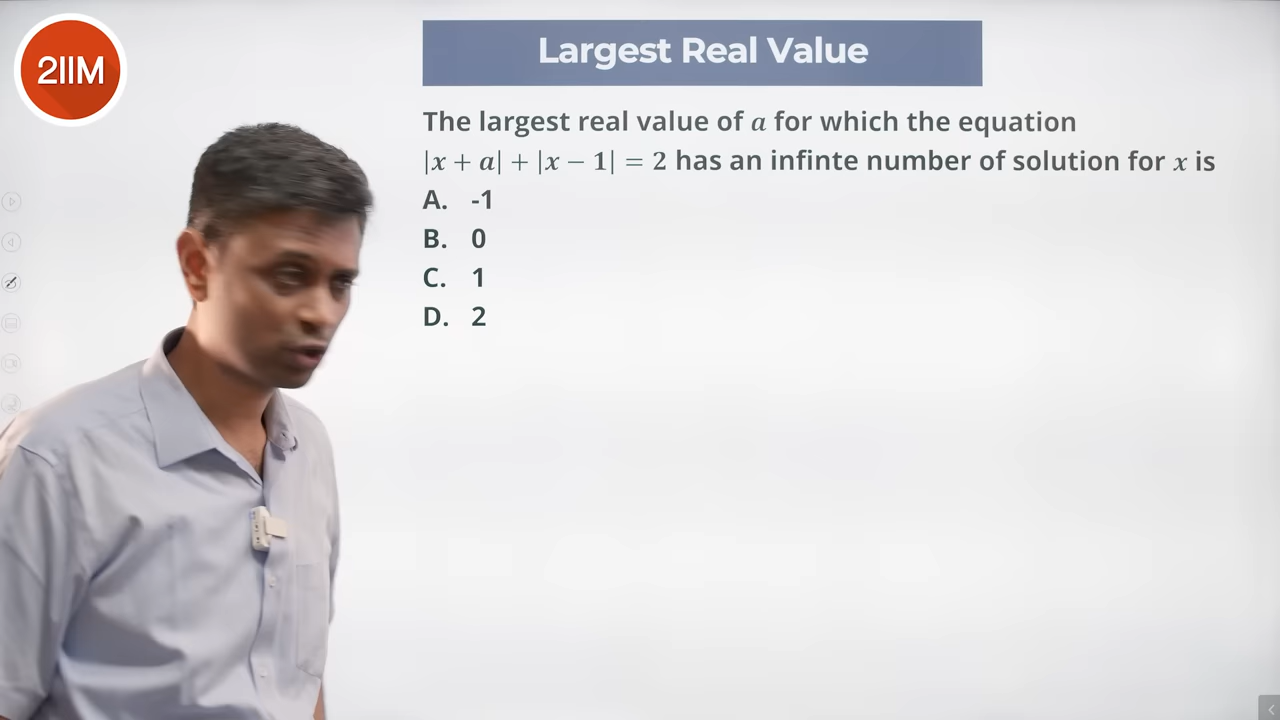 2IIM
Largest Real Value
The largest real value of a for which the equation
|x + a| + |x − 1| = 2 has an infinte number of solution for x is
A. -1
B. 0
C. 1
D. 2